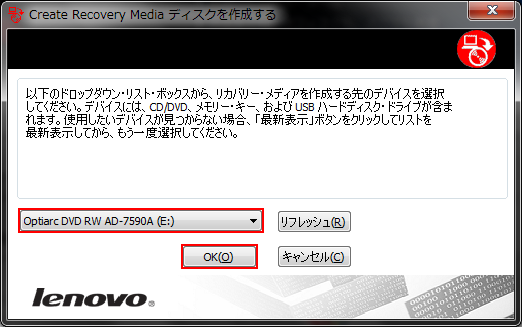 Create Recovery Media ディスクを作成する
以下のドロップダウン・リスト・ボックスから、リカバリー・メディアを作成する先のデバイスを選択
してください。デバイスには、CD/DVD、メモリー・キー、および USB ハードディスク・ドライブが含ま
れます。使用したいデバイスが見つからない場合、「最新表示」ボタンをクリックしてリストを
最新表示してから、もう一度選択してください。
Optiarc DVD RW AD-7590A (E:)
リフレッシュ(R)
OK(O)
キャンセル(C)
lenovo.